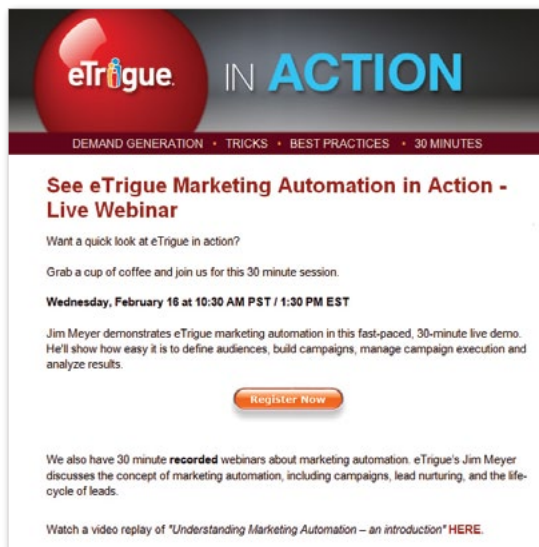 eTrigue.
IN ACTION
DEMAND GENERATION • TRICKS • BEST PRACTICES • 30 MINUTES
See eTrigue Marketing Automation in Action -
Live Webinar
Want a quick look at eTrigue in action?
Grab a cup of coffee and join us for this 30 minute session.
Wednesday, February 16 at 10:30 AM PST / 1:30 PM EST
Jim Meyer demonstrates eTrigue marketing automation in this fast-paced, 30-minute live demo.
He'll show how easy it is to define audiences, build campaigns, manage campaign execution and
analyze results.
Register Now
We also have 30 minute recorded webinars about marketing automation. eTrigue's Jim Meyer
discusses the concept of marketing automation, including campaigns, lead nurturing, and the life-
cycle of leads.
Watch a video replay of "Understanding Marketing Automation – an introduction" HERE.